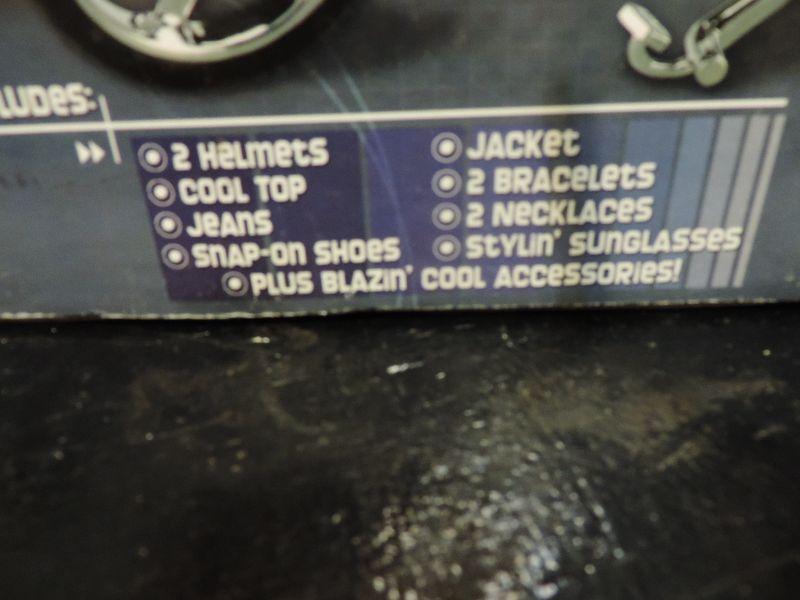 LUDes:
2 HeLmets
COOL TOP
JeANS
SNAP-ON SHOes
JACKet
2 BRACeLetS
2 NeCKLACeS
StYLIN' SUNGLASSeS
PLUS BLAZIN' COOL ACCeSSORIeS!